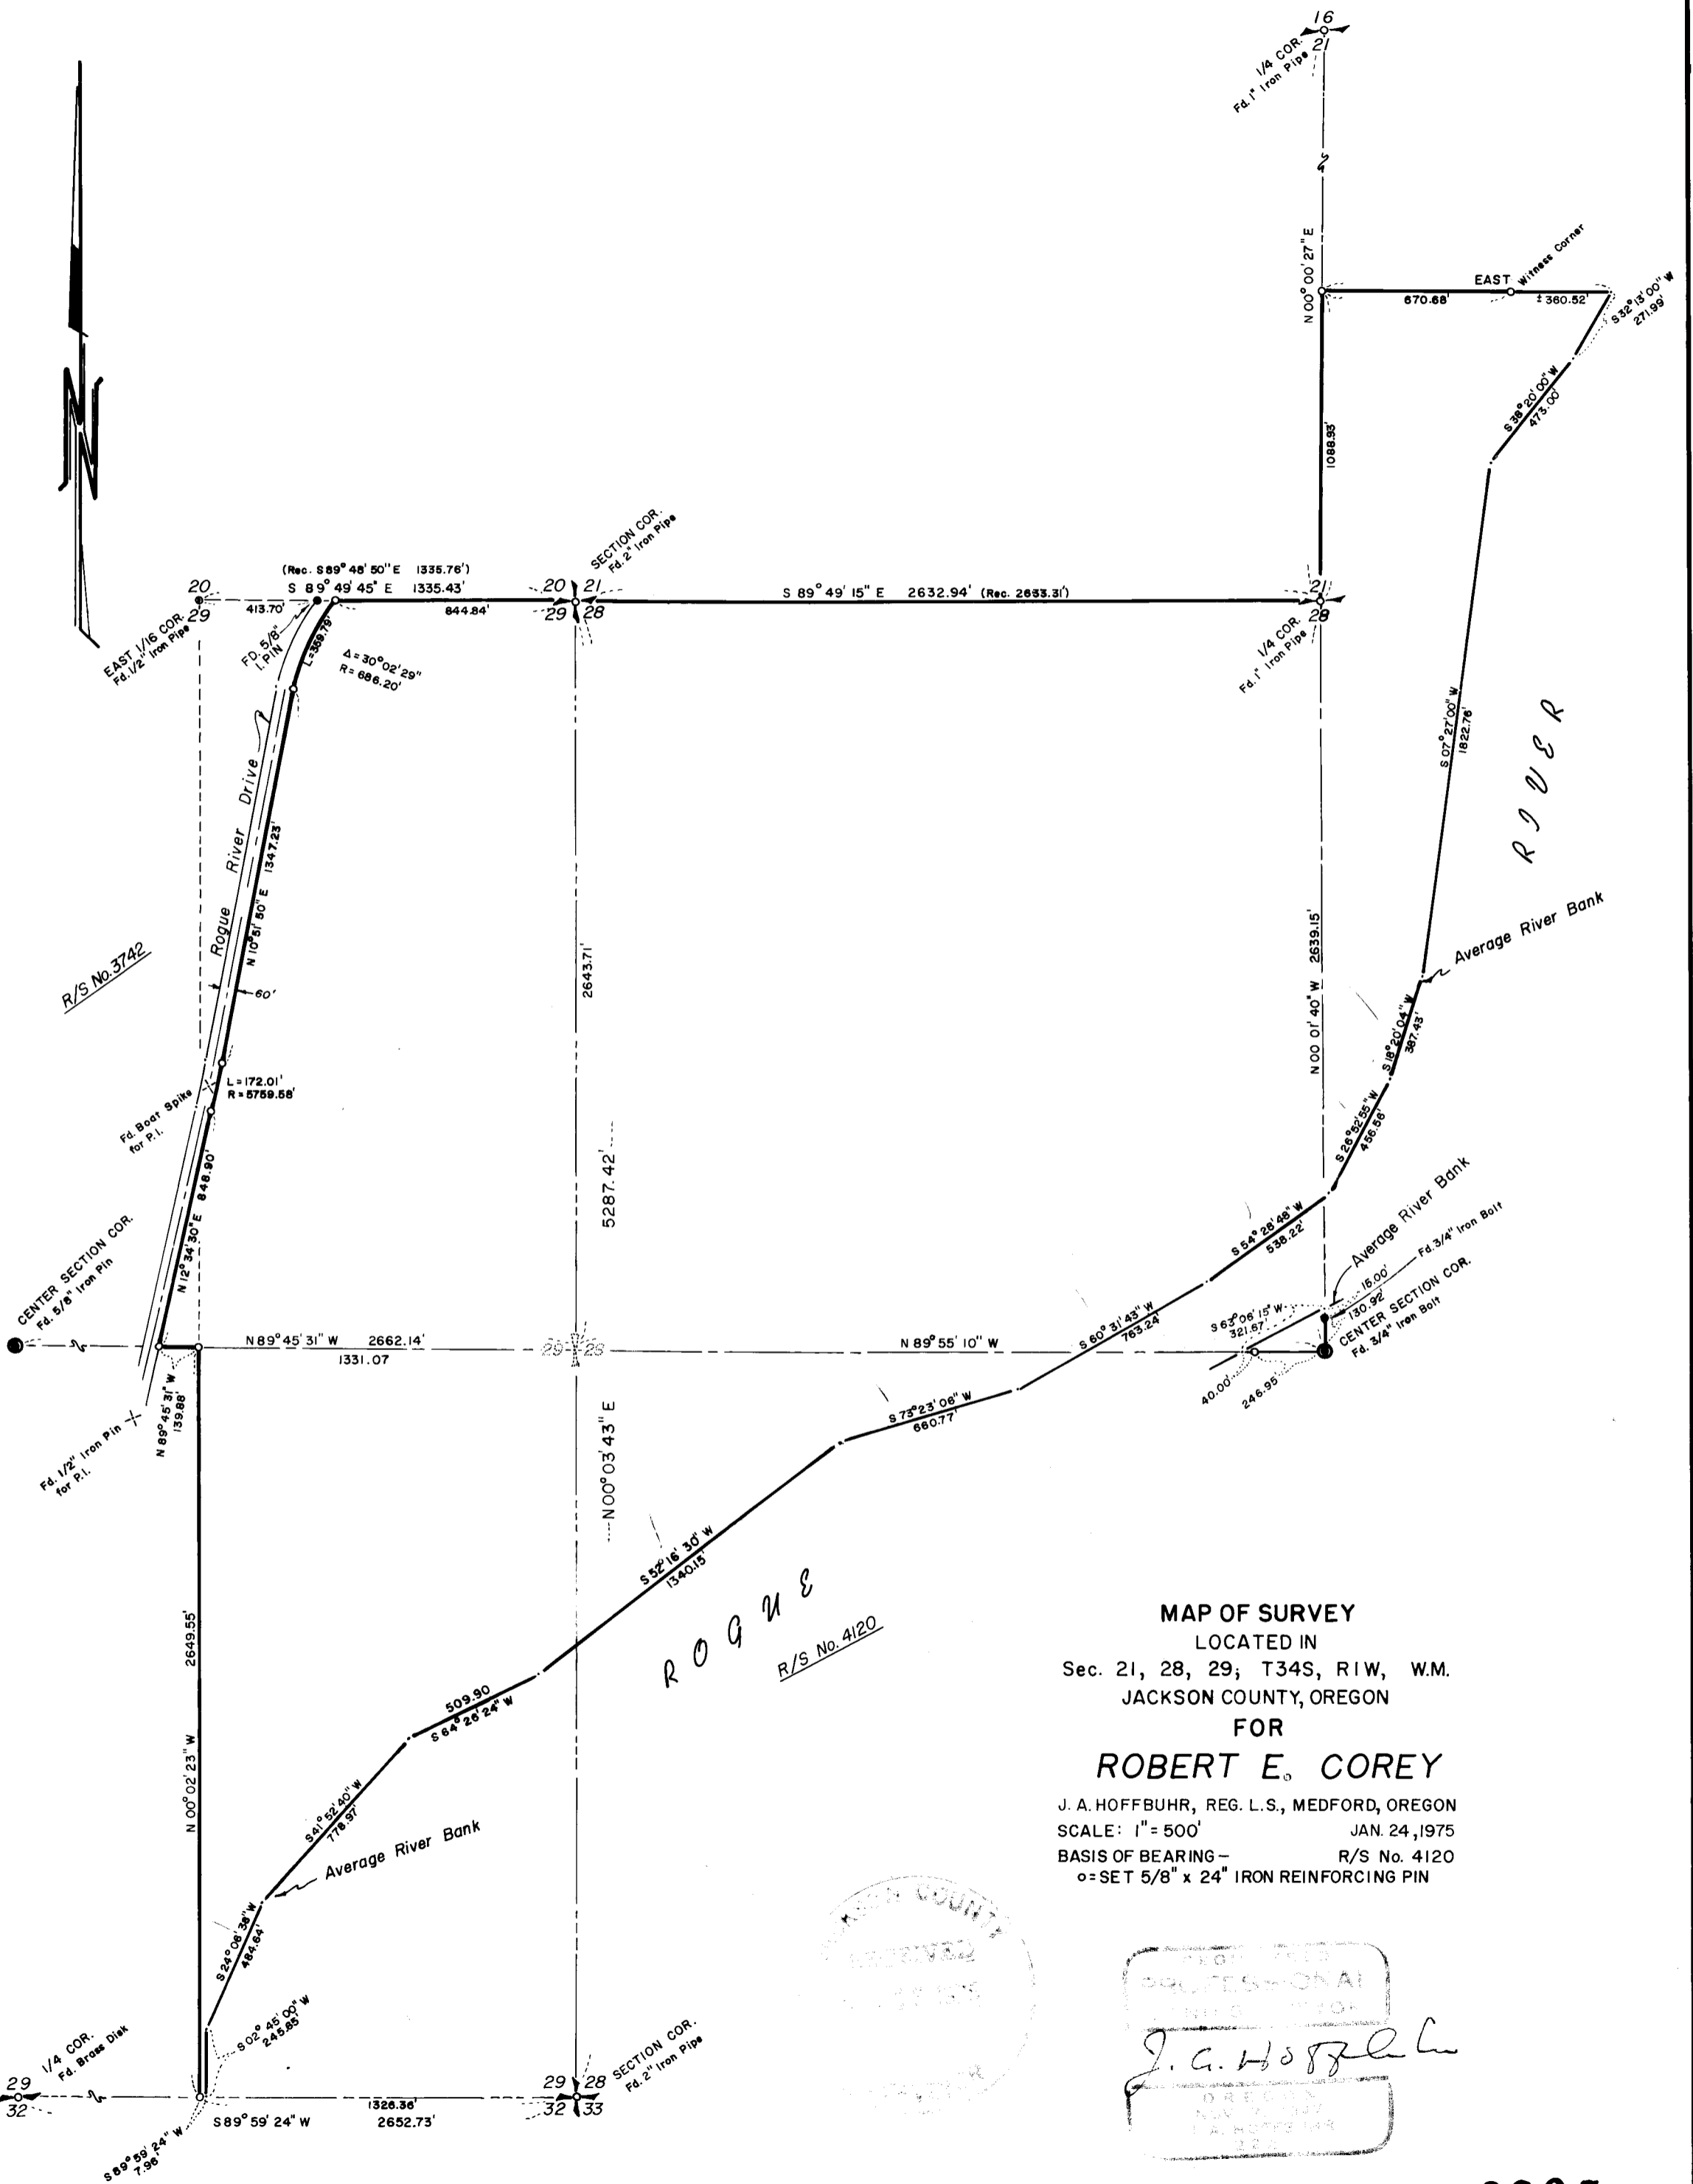 16
21
1/4 COR.
Fd. 1" Iron Pipe
N 00° 00' 27" E
EAST
Witness Corner
670.68'
± 360.52'
S 32° 13' 00" W
271.99'
S 38° 20' 00" W
473.00'
1088.93'
N
SECTION COR.
Fd. 2" Iron Pipe
(Rec. S 89° 48' 50" E 1335.76')
S 89° 49' 45" E 1335.43'
20
29
413.70'
844.84'
20 21
29 28
S 89° 49' 15" E 2632.94' (Rec. 2633.31')
21
28
EAST 1/16 COR.
Fd. 1/2" Iron Pipe
FD. 5/8"
I. PIN
L=359.79'
Δ = 30° 02' 29"
R = 686.20'
1/4 COR.
Fd. 1" Iron Pipe
S 07° 27' 00" W
1822.76'
RIVER
Rogue River Drive
N 10° 51' 50" E 1347.23'
R/S No. 3742
60'
2643.71'
N 00 01' 40" W 2639.15'
Average River Bank
S 18° 20' 04" W
387.43'
L = 172.01'
R = 5759.58'
Fd. Boat Spike
for P.I.
S 26° 52' 55" W
456.56'
N 12° 34' 30" E 848.90'
5287.42'
S 54° 28' 48" W
538.22'
Average River Bank
Fd. 3/4" Iron Bolt
15.00'
130.92'
CENTER SECTION COR.
Fd. 3/4" Iron Bolt
CENTER SECTION COR.
Fd. 5/8" Iron Pin
S 63° 06' 15" W
321.67'
S 60° 31' 43" W
763.24'
N 89° 45' 31" W 2662.14'
1331.07
29 28
N 89° 55' 10" W
40.00'
246.95'
N 89° 45' 31" W
139.88'
Fd. 1/2" Iron Pin
for P.I.
S 73° 23' 06" W
660.77'
N 00° 03' 43" E
S 52° 16' 30" W
1340.15'
ROGUE
R/S No. 4120
2649.55'
N 00° 02' 23" W
509.90
S 64° 26' 24" W
S 41° 52' 40" W
778.97'
Average River Bank
S 24° 06' 38" W
484.64'
S 02° 45' 00" W
245.85'
MAP OF SURVEY
LOCATED IN
Sec. 21, 28, 29; T34S, R1W, W.M.
JACKSON COUNTY, OREGON
FOR
ROBERT E. COREY
J. A. HOFFBUHR, REG. L.S., MEDFORD, OREGON
SCALE: 1" = 500' JAN. 24, 1975
BASIS OF BEARING - R/S No. 4120
o = SET 5/8" x 24" IRON REINFORCING PIN
COUNTY
RECEIVED
OREGON
1/4 COR.
Fd. Brass Disk
29
32
1326.36'
S 89° 59' 24" W 2652.73'
29 28
32 33
SECTION COR.
Fd. 2" Iron Pipe
S 89° 59' 24" W
7.96'